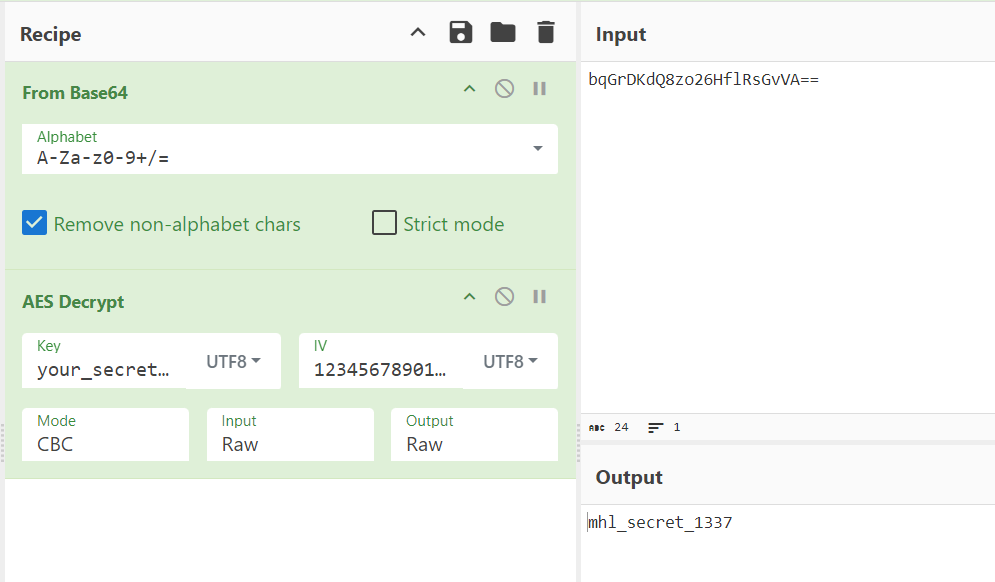 Recipe
From Base64
Alphabet
A-Za-z0-9+/=
Remove non-alphabet chars
Strict mode
AES Decrypt
Key
your_secret…
UTF8
IV
12345678901…
UTF8
Mode
CBC
Input
Raw
Output
Raw
Input
bqGrDKdQ8zo26HflRsGvVA==
ABC 24 1
Output
mhl_secret_1337